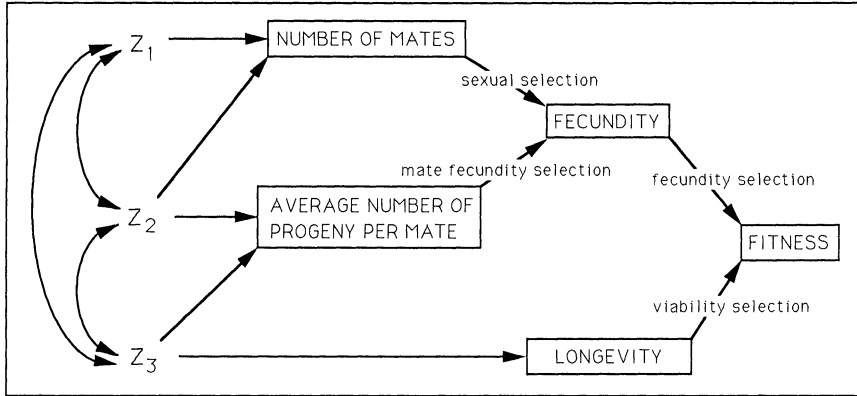 Z1
NUMBER OF MATES
sexual selection
FECUNDITY
mate fecundity selection
fecundity selection
Z2
AVERAGE NUMBER OF
PROGENY PER MATE
FITNESS
viability selection
Z3
LONGEVITY